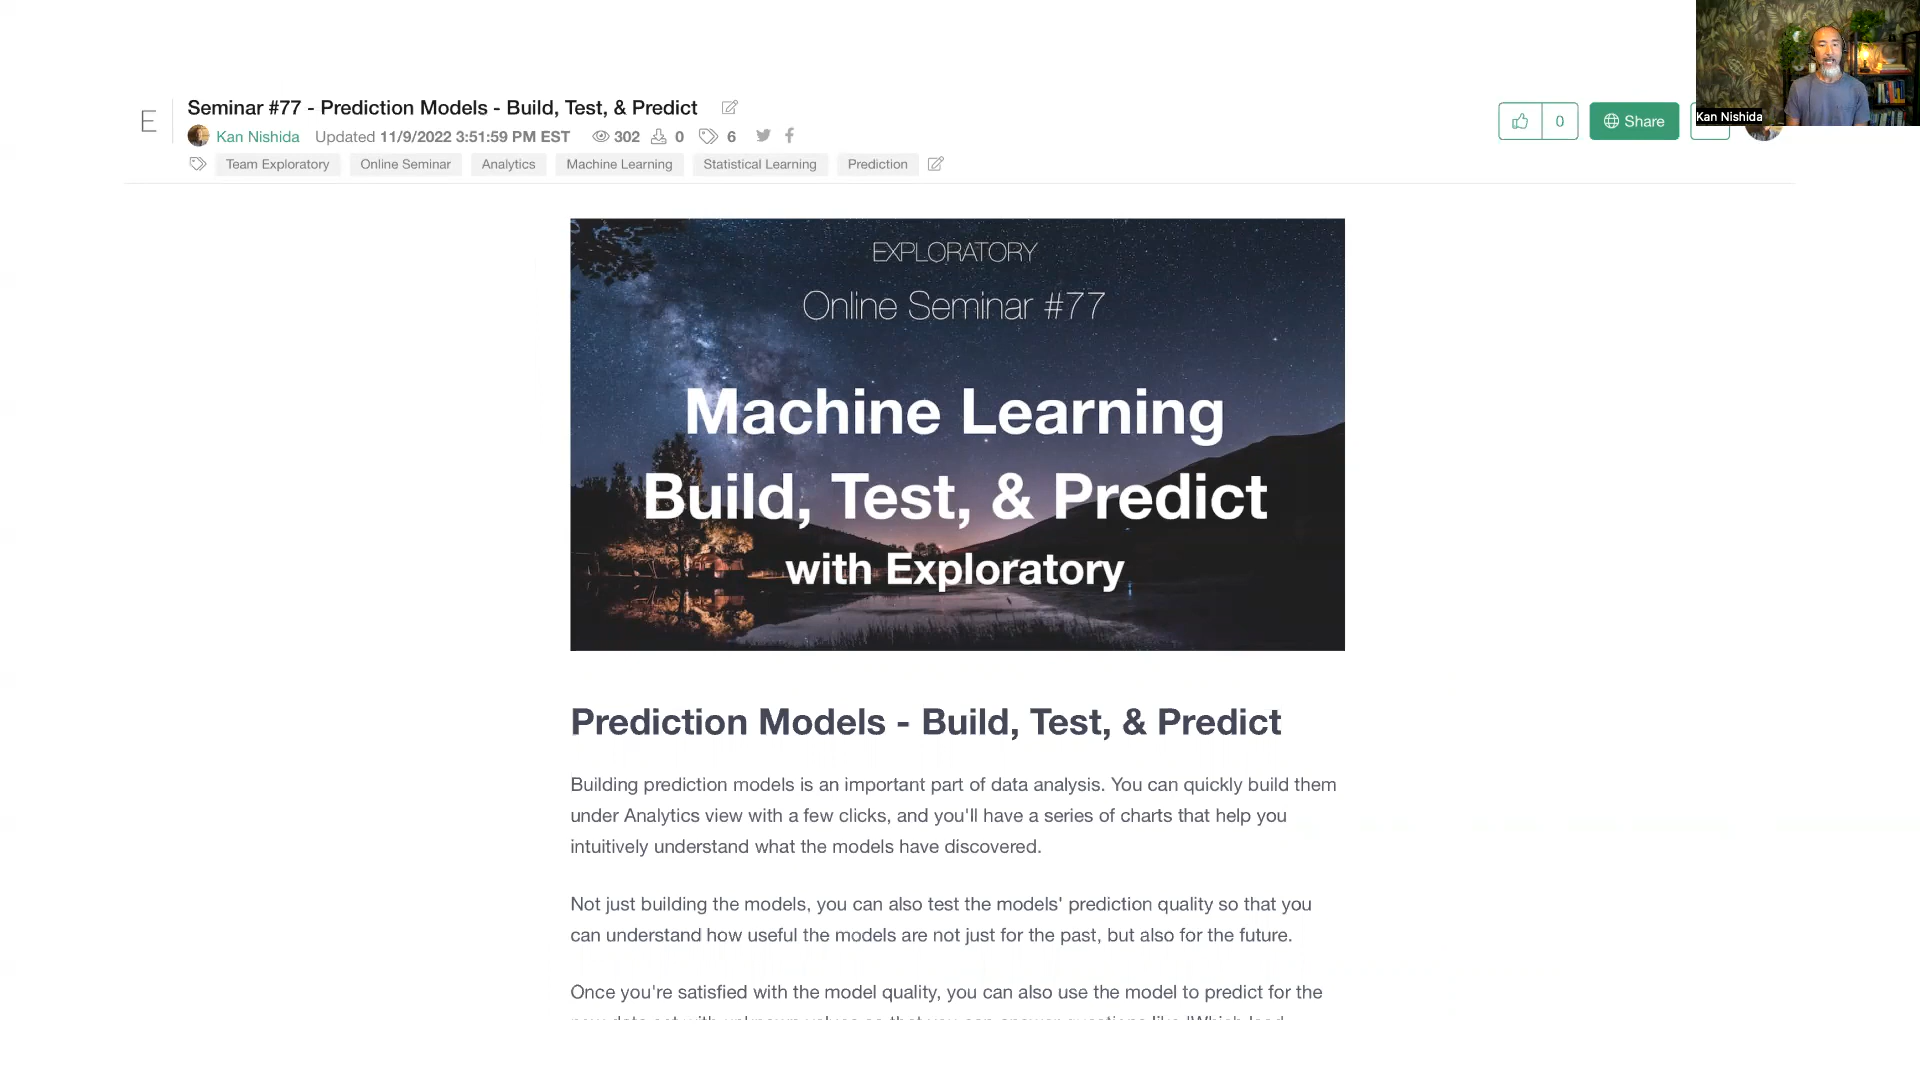 E
Seminar #77 - Prediction Models - Build, Test, & Predict
Kan Nishida Updated 11/9/2022 3:51:59 PM EST 302 0 6
Team Exploratory Online Seminar Analytics Machine Learning Statistical Learning Prediction
0 Share
Kan Nishida
EXPLORATORY
Online Seminar #77
Machine Learning
Build, Test, & Predict
with Exploratory
Prediction Models - Build, Test, & Predict
Building prediction models is an important part of data analysis. You can quickly build them
under Analytics view with a few clicks, and you'll have a series of charts that help you
intuitively understand what the models have discovered.
Not just building the models, you can also test the models' prediction quality so that you
can understand how useful the models are not just for the past, but also for the future.
Once you're satisfied with the model quality, you can also use the model to predict for the